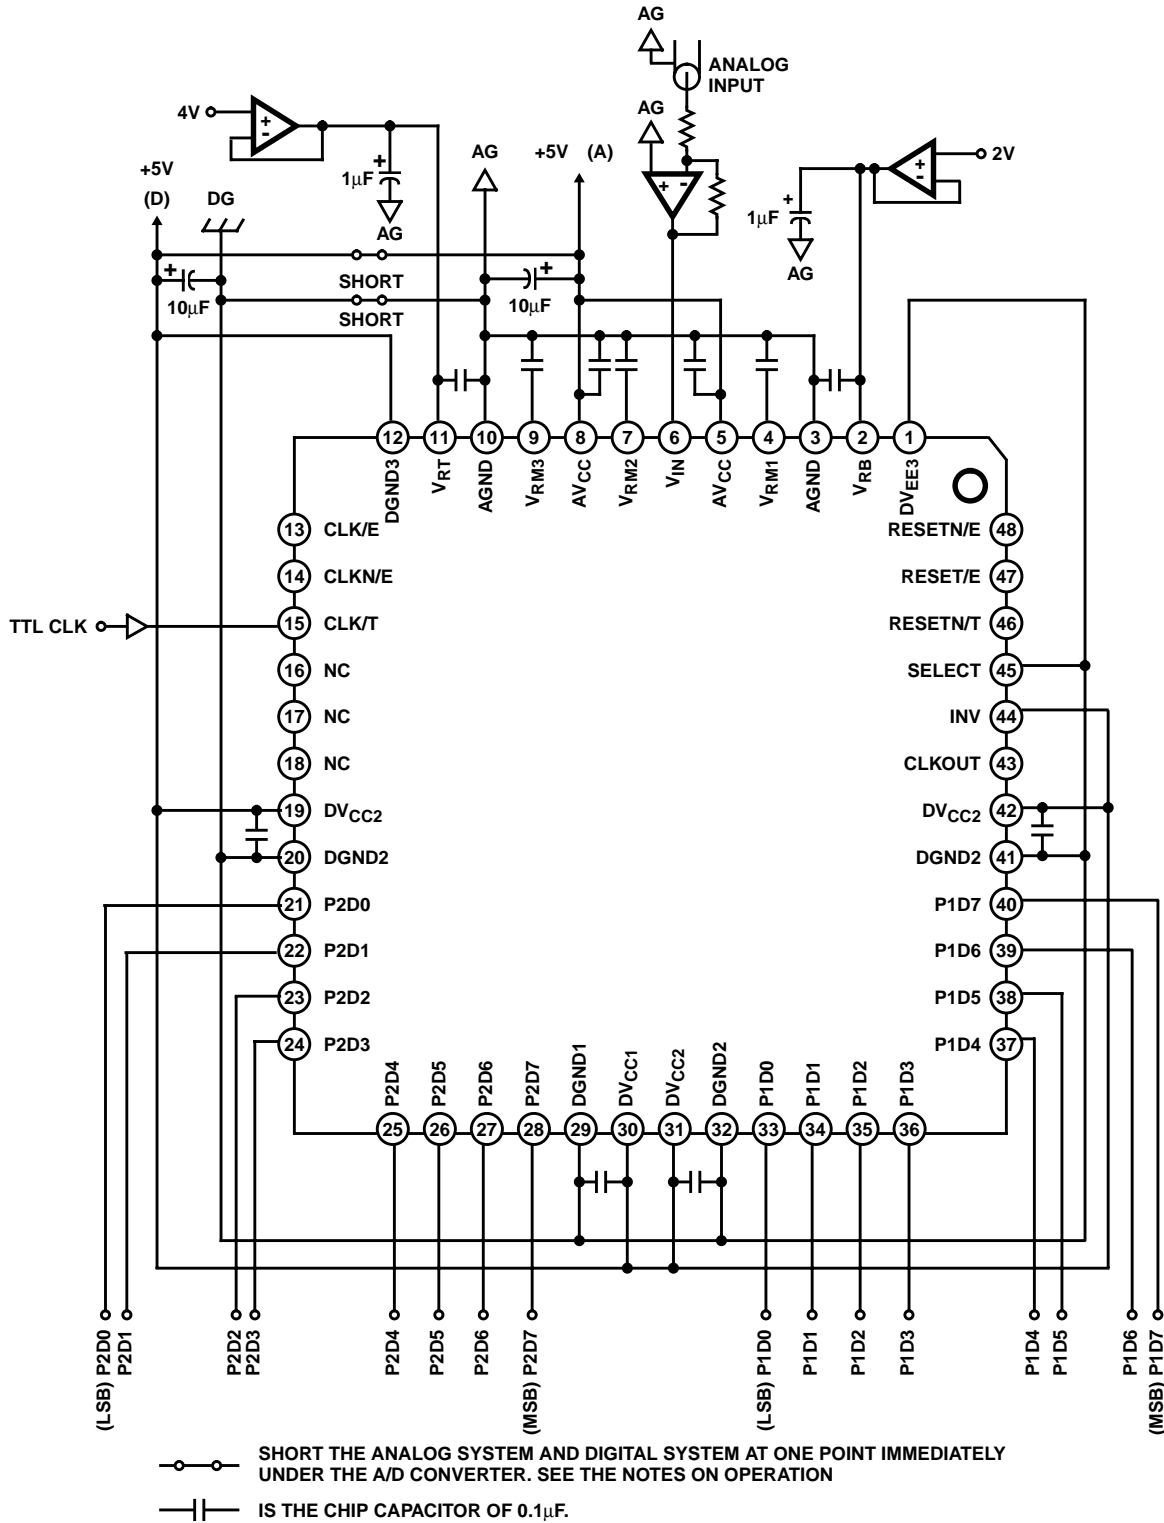 AG
ANALOG
INPUT
4V
AG
AG
+5V
(A)
2V
+
-
+
-
+
-
+5V
(D)
DG
+
1μF
AG
+
1μF
AG
SHORT
+
10μF
+
10μF
SHORT
12
11
10
9
8
7
6
5
4
3
2
1
DGND3
VRT
AGND
VRM3
AVCC
VRM2
VIN
AVCC
VRM1
AGND
VRB
DVEE3
13 CLK/E
14 CLKN/E
TTL CLK
15 CLK/T
16 NC
17 NC
18 NC
19 DVCC2
20 DGND2
21 P2D0
22 P2D1
23 P2D2
24 P2D3
RESETN/E 48
RESET/E 47
RESETN/T 46
SELECT 45
INV 44
CLKOUT 43
DVCC2 42
DGND2 41
P1D7 40
P1D6 39
P1D5 38
P1D4 37
P2D4
P2D5
P2D6
P2D7
DGND1
DVCC1
DVCC2
DGND2
P1D0
P1D1
P1D2
P1D3
25
26
27
28
29
30
31
32
33
34
35
36
(LSB) P2D0
P2D1
P2D2
P2D3
P2D4
P2D5
P2D6
(MSB) P2D7
(LSB) P1D0
P1D1
P1D2
P1D3
P1D4
P1D5
P1D6
(MSB) P1D7
SHORT THE ANALOG SYSTEM AND DIGITAL SYSTEM AT ONE POINT IMMEDIATELY
UNDER THE A/D CONVERTER. SEE THE NOTES ON OPERATION
IS THE CHIP CAPACITOR OF 0.1μF.